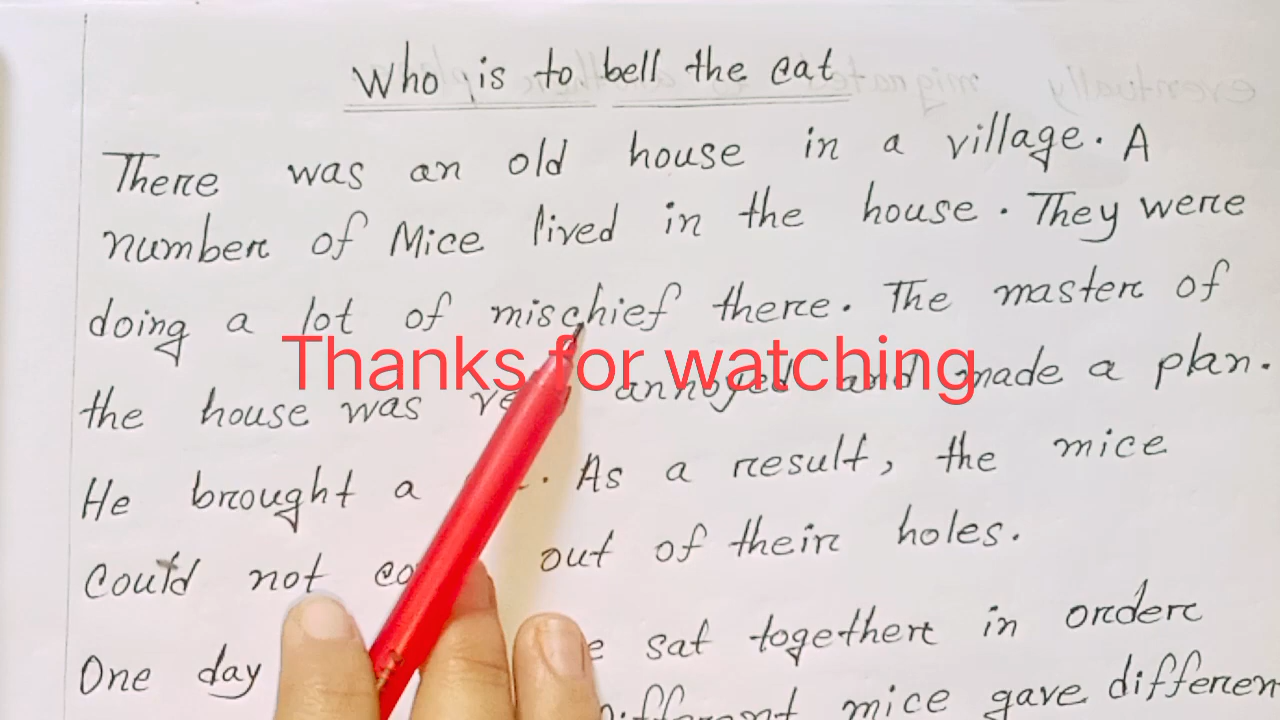 Who is to bell the cat
There was an old house in a village. A
number of Mice lived in the house. They were
doing a lot of mischief there. The master of
Thanks for watching
the house was annoyed and made a plan.
He brought a . As a result, the mice
Could not out of their holes.
One day sat together in order
mice gave differen